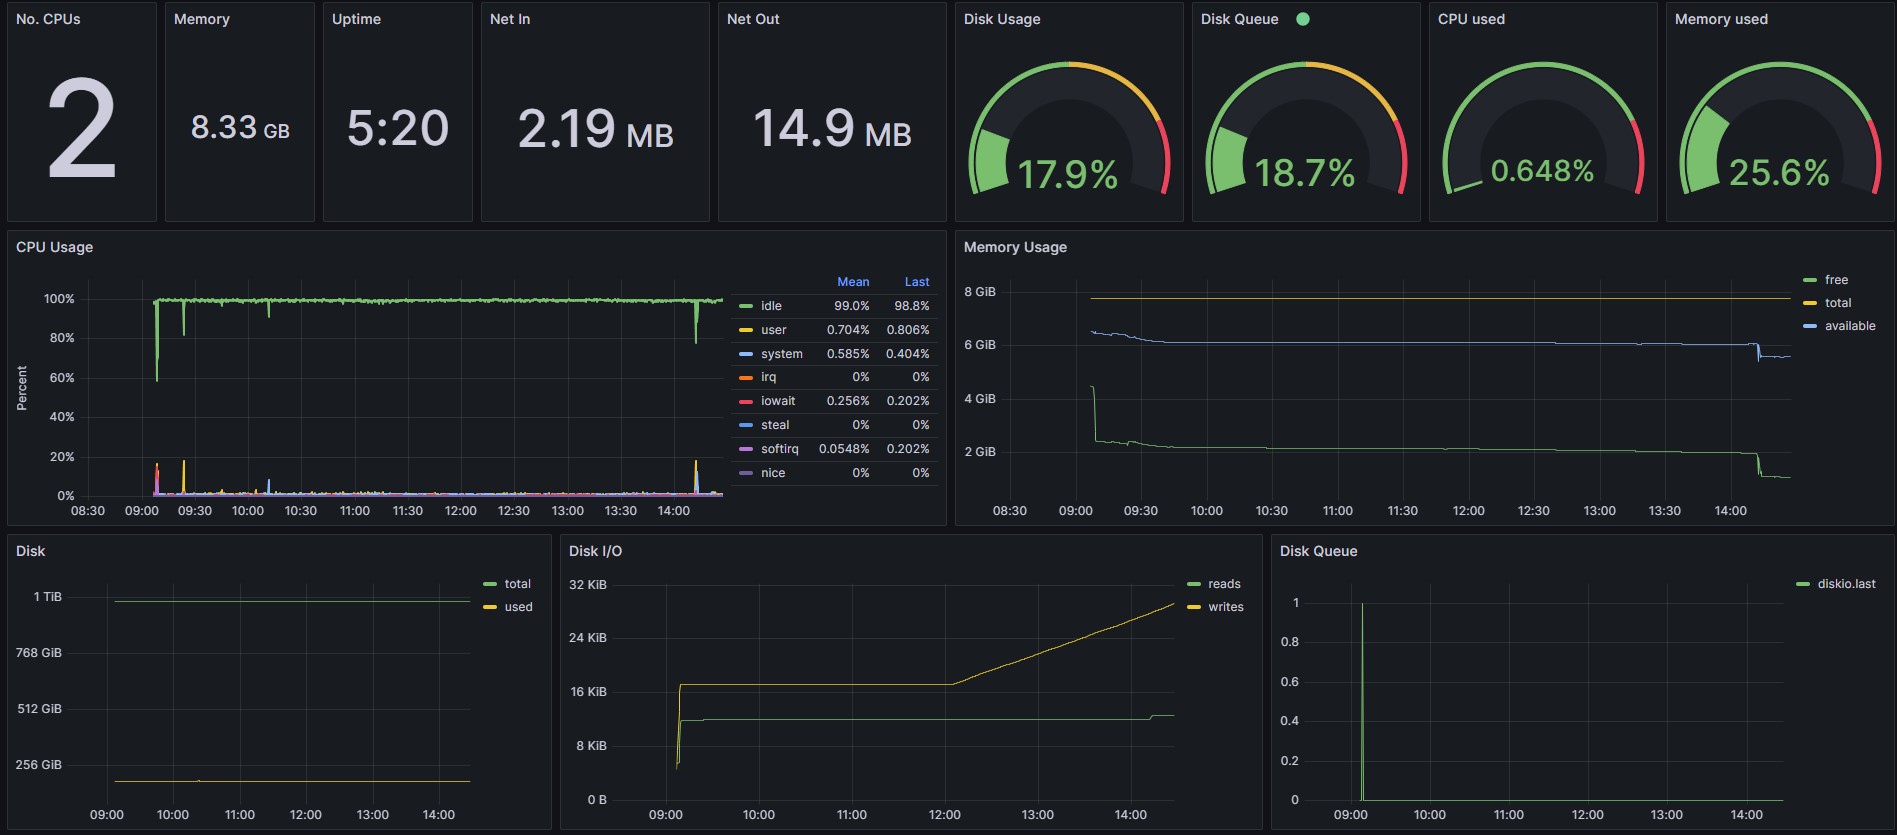 No. CPUs
2
Memory
8.33 GB
Uptime
5:20
Net In
2.19 MB
Net Out
14.9 MB
Disk Usage
17.9%
Disk Queue
18.7%
CPU used
0.648%
Memory used
25.6%
CPU Usage
Percent
100%
80%
60%
40%
20%
0%
08:30 09:00 09:30 10:00 10:30 11:00 11:30 12:00 12:30 13:00 13:30 14:00
Mean Last
idle 99.0% 98.8%
user 0.704% 0.806%
system 0.585% 0.404%
irq 0% 0%
iowait 0.256% 0.202%
steal 0% 0%
softirq 0.0548% 0.202%
nice 0% 0%
Memory Usage
8 GiB
6 GiB
4 GiB
2 GiB
08:30 09:00 09:30 10:00 10:30 11:00 11:30 12:00 12:30 13:00 13:30 14:00
free
total
available
Disk
1 TiB
768 GiB
512 GiB
256 GiB
09:00 10:00 11:00 12:00 13:00 14:00
total
used
Disk I/O
32 KiB
24 KiB
16 KiB
8 KiB
0 B
09:00 10:00 11:00 12:00 13:00 14:00
reads
writes
Disk Queue
1
0.8
0.6
0.4
0.2
0
09:00 10:00 11:00 12:00 13:00 14:00
diskio.last